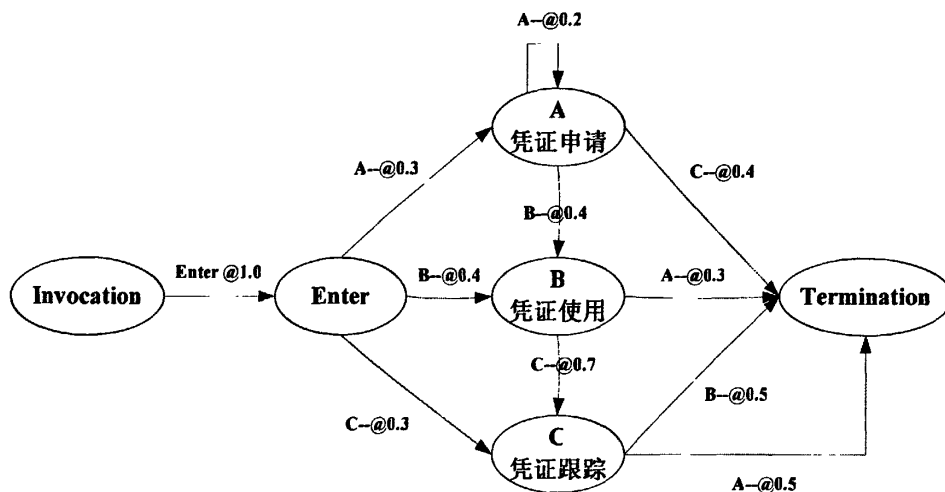 A--@0.2
A
凭证申请
A--@0.3
C--@0.4
B--@0.4
Enter @1.0
B--@0.4
B
A--@0.3
Invocation
Enter
凭证使用
Termination
C--@0.7
B--@0.5
C--@0.3
C
凭证跟踪
A--@0.5